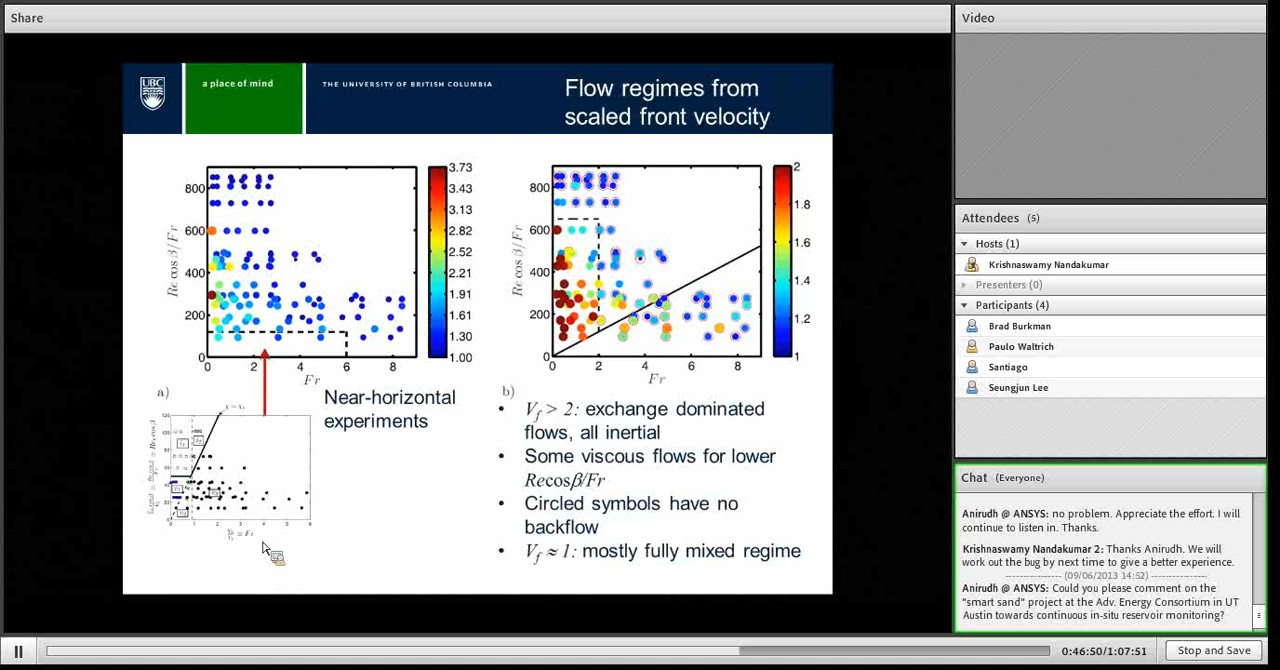 Share
Video
a place of mind
THE UNIVERSITY OF BRITISH COLUMBIA
Flow regimes from
scaled front velocity
800
600
400
200
0
Re cos β/Fr
0 2 4 6 8
Fr
3.73
3.43
3.13
2.82
2.52
2.21
1.91
1.61
1.30
1.00
a)
800
600
400
200
0
Re cos β/Fr
0 2 4 6 8
Fr
2
1.8
1.6
1.4
1.2
1
b)
Near-horizontal
experiments
• Vf > 2: exchange dominated
flows, all inertial
• Some viscous flows for lower
Recosβ/Fr
• Circled symbols have no
backflow
• Vf ≈ 1: mostly fully mixed regime
Attendees (5)
Hosts (1)
Krishnaswamy Nandakumar
Presenters (0)
Participants (4)
Brad Burkman
Paulo Waltrich
Santiago
Seungjun Lee
Chat (Everyone)
Anirudh @ ANSYS: no problem. Appreciate the effort. I will
continue to listen in. Thanks.
Krishnaswamy Nandakumar 2: Thanks Anirudh. We will
work out the bug by next time to give a better experience.
---------------- (09/06/2013 14:52) ----------------
Anirudh @ ANSYS: Could you please comment on the
"smart sand" project at the Adv. Energy Consortium in UT
Austin towards continuous in-situ reservoir monitoring?
0:46:50/1:07:51
Stop and Save